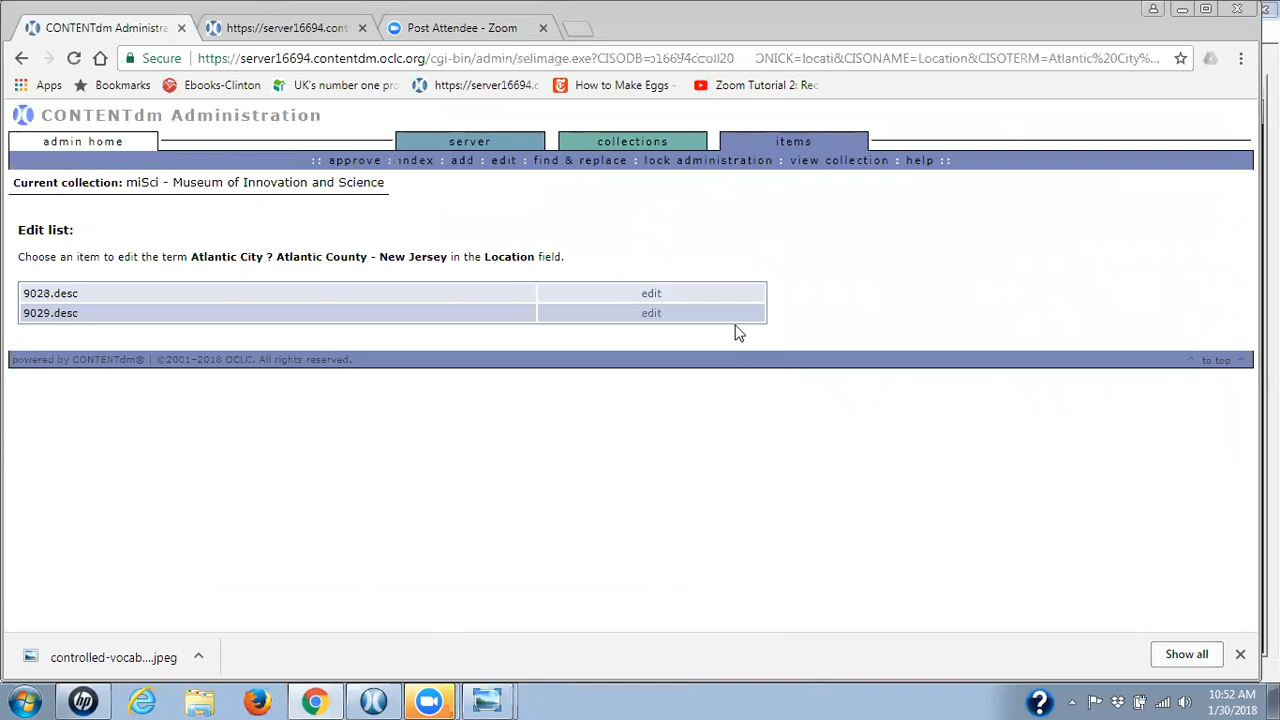 CONTENTdm Administra
https://server16694.cont
Post Attendee - Zoom
Secure
https://server16694.contentdm.oclc.org/cgi-bin/admin/selimage.exe?CISODB= ONICK=locati&CISONAME=Location&CISOTERM=Atlantic%20City%...
Apps
Bookmarks
Ebooks-Clinton
UK's number one pr
https://server16694.c
How to Make Eggs -
Zoom Tutorial 2: Rec
CONTENTdm Administration
admin home
server
collections
items
:: approve : index : add : edit : find & replace : lock administration : view collection : help ::
Current collection: miSci - Museum of Innovation and Science
Edit list:
Choose an item to edit the term Atlantic City ? Atlantic County - New Jersey in the Location field.
9028.desc edit
9029.desc edit
powered by CONTENTdm® | ©2001-2016 OCLC. All rights reserved.
^ to top ^
controlled-vocab....jpeg
Show all
10:52 AM
1/30/2018